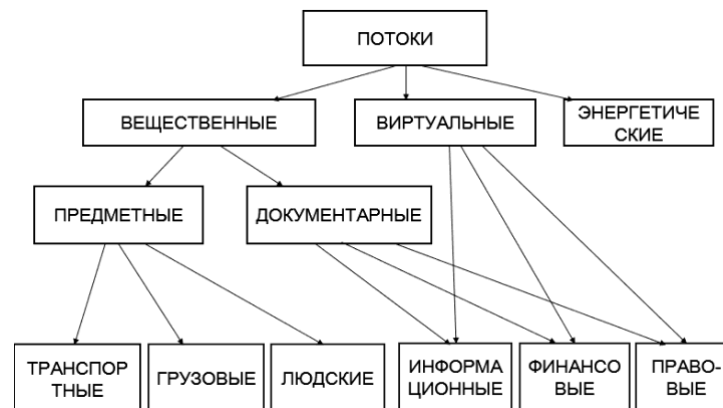 ПОТОКИ
ВЕЩЕСТВЕННЫЕ
ВИРТУАЛЬНЫЕ
ЭНЕРГЕТИЧЕ
СКИЕ
ПРЕДМЕТНЫЕ
ДОКУМЕНТАРНЫЕ
ТРАНСПОР
ТНЫЕ
ГРУЗОВЫЕ
ЛЮДСКИЕ
ИНФОРМА
ЦИОННЫЕ
ФИНАНСО
ВЫЕ
ПРАВО-
ВЫЕ